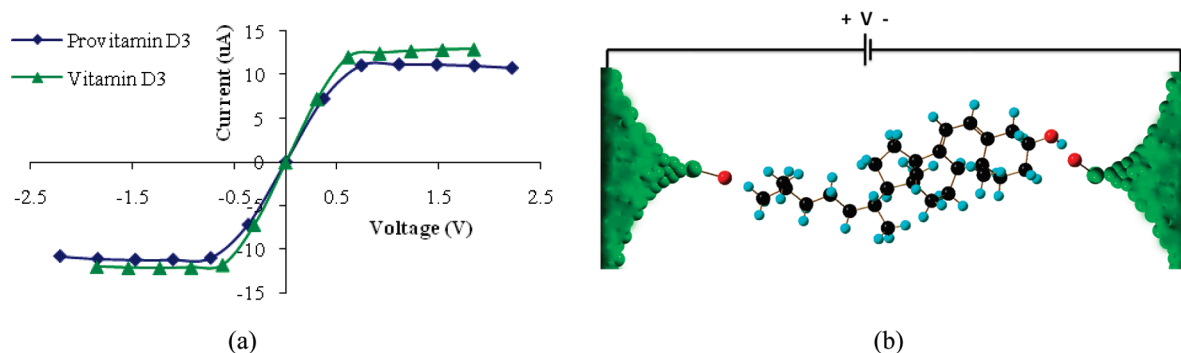 Provitamin D3
Vitamin D3
Current (uA)
15
10
5
0
-5
-10
-15
-2.5
-1.5
-0.5
0.5
1.5
2.5
Voltage (V)
(a)
+ V -
(b)